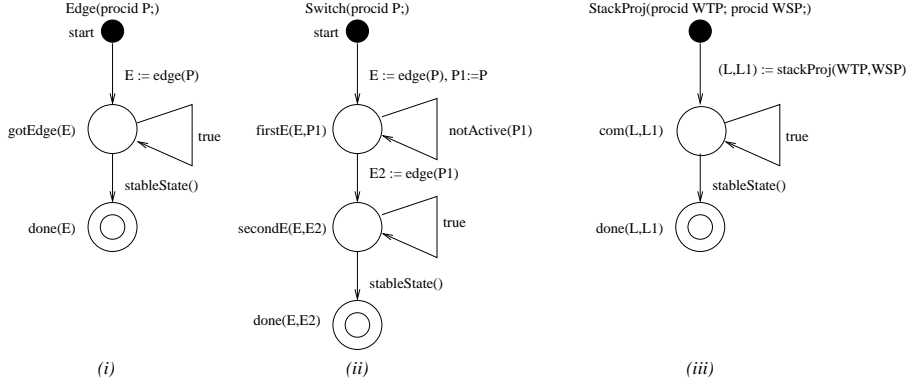 Edge(procid P;)
start
E := edge(P)
gotEdge(E)
true
stableState()
done(E)
(i)
Switch(procid P;)
start
E := edge(P), P1:=P
firstE(E,P1)
notActive(P1)
E2 := edge(P1)
secondE(E,E2)
true
stableState()
done(E,E2)
(ii)
StackProj(procid WTP; procid WSP;)
(L,L1) := stackProj(WTP,WSP)
com(L,L1)
true
stableState()
done(L,L1)
(iii)